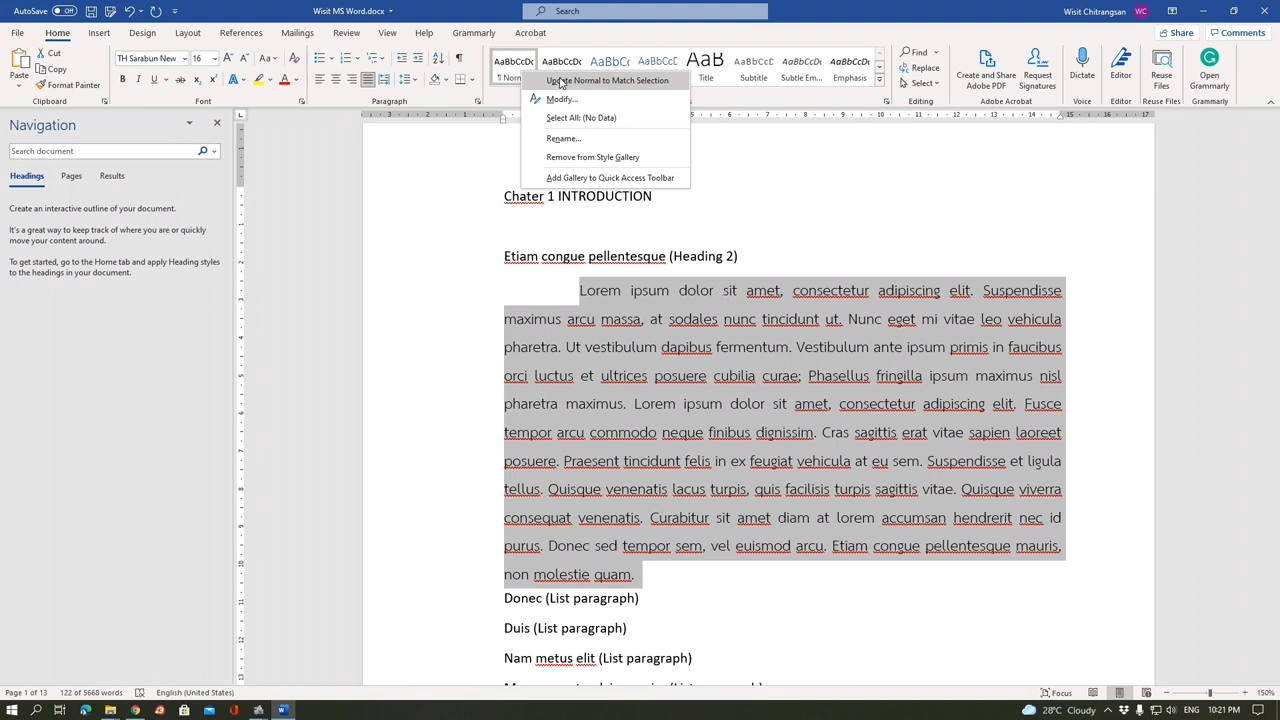 AutoSave Off
Visit MS Word.docx
Search
Visit Chitrangsan WC
File Home Insert Draw Design Layout References Mailings Review View Help Grammarly Acrobat
Share Comments
Paste
Cut
Copy
Format Painter
Clipboard
TH Sarabun New 16
Font
Paragraph
AaBbCcDc AaBbCcDc AaBbCc AaBbCcD AaB AaBbCcD AaBbCcDc AaBbCcDc
Title Subtitle Subtle Em... Emphasis
Find
Replace
Select
Editing
Create and Share Adobe PDF
Request Signatures
Adobe Acrobat
Dictate
Voice
Editor
Editor
Reuse Files
Reuse Files
Open Grammarly
Grammarly
Update Normal to Match Selection
Modify...
Select All: (No Data)
Rename...
Remove from Style Gallery
Add Gallery to Quick Access Toolbar
Navigation
Search document
Headings Pages Results
Create an interactive outline of your document.
It's a great way to keep track of where you are or quickly
move your content around.
To get started, go to the Home tab and apply Heading styles
to the headings in your document.
Chater 1 INTRODUCTION
Etiam congue pellentesque (Heading 2)
Lorem ipsum dolor sit amet, consectetur adipiscing elit. Suspendisse
maximus arcu massa, at sodales nunc tincidunt ut. Nunc eget mi vitae leo vehicula
pharetra. Ut vestibulum dapibus fermentum. Vestibulum ante ipsum primis in faucibus
orci luctus et ultrices posuere cubilia curae; Phasellus fringilla ipsum maximus nisl
pharetra maximus. Lorem ipsum dolor sit amet, consectetur adipiscing elit. Fusce
tempor arcu commodo neque finibus dignissim. Cras sagittis erat vitae sapien laoreet
posuere. Praesent tincidunt felis in ex feugiat vehicula at eu sem. Suspendisse et ligula
tellus. Quisque venenatis lacus turpis, quis facilisis turpis sagittis vitae. Quisque viverra
consequat venenatis. Curabitur sit amet diam at lorem accumsan hendrerit nec id
purus. Donec sed tempor sem, vel euismod arcu. Etiam congue pellentesque mauris,
non molestie quam.
Donec (List paragraph)
Duis (List paragraph)
Nam metus elit (List paragraph)
Page 1 of 13 122 of 5668 words English (United States)
Focus
150%
28°C Cloudy
10:29 PM